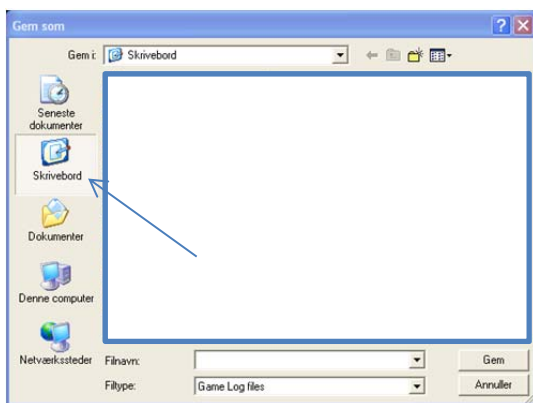 Gem som
Gem i: Skrivebord
Seneste
dokumenter
Skrivebord
Dokumenter
Denne computer
Netværkssteder
Filnavn:
Gem
Filtype: Game Log files
Annuller